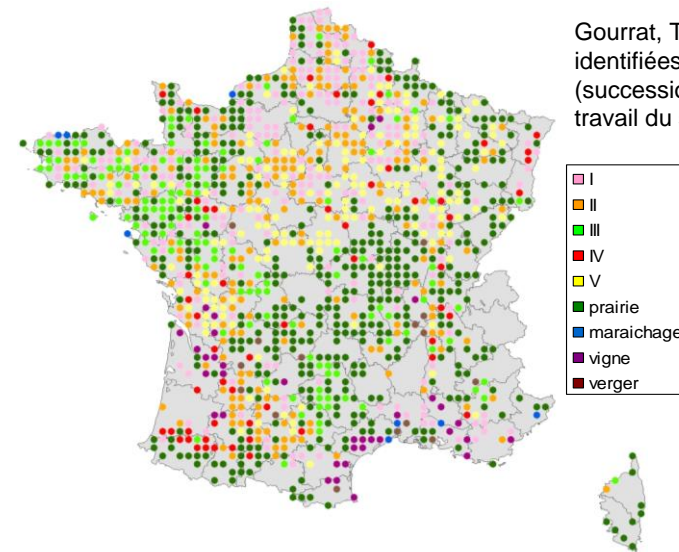 Gourrat, T
identifiées
(successio
travail du
I
II
III
IV
V
prairie
maraichage
vigne
verger